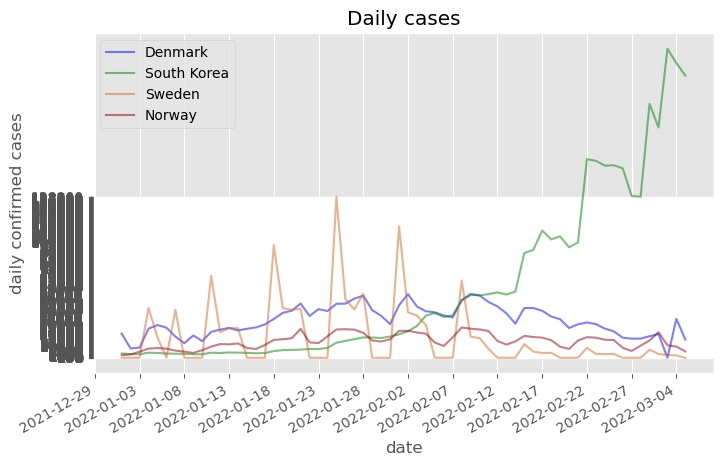 Daily cases
Denmark
South Korea
Sweden
Norway
daily confirmed cases
2021-12-29
2022-01-03
2022-01-08
2022-01-13
2022-01-18
2022-01-23
2022-01-28
2022-02-02
2022-02-07
2022-02-12
2022-02-17
2022-02-22
2022-02-27
2022-03-04
date